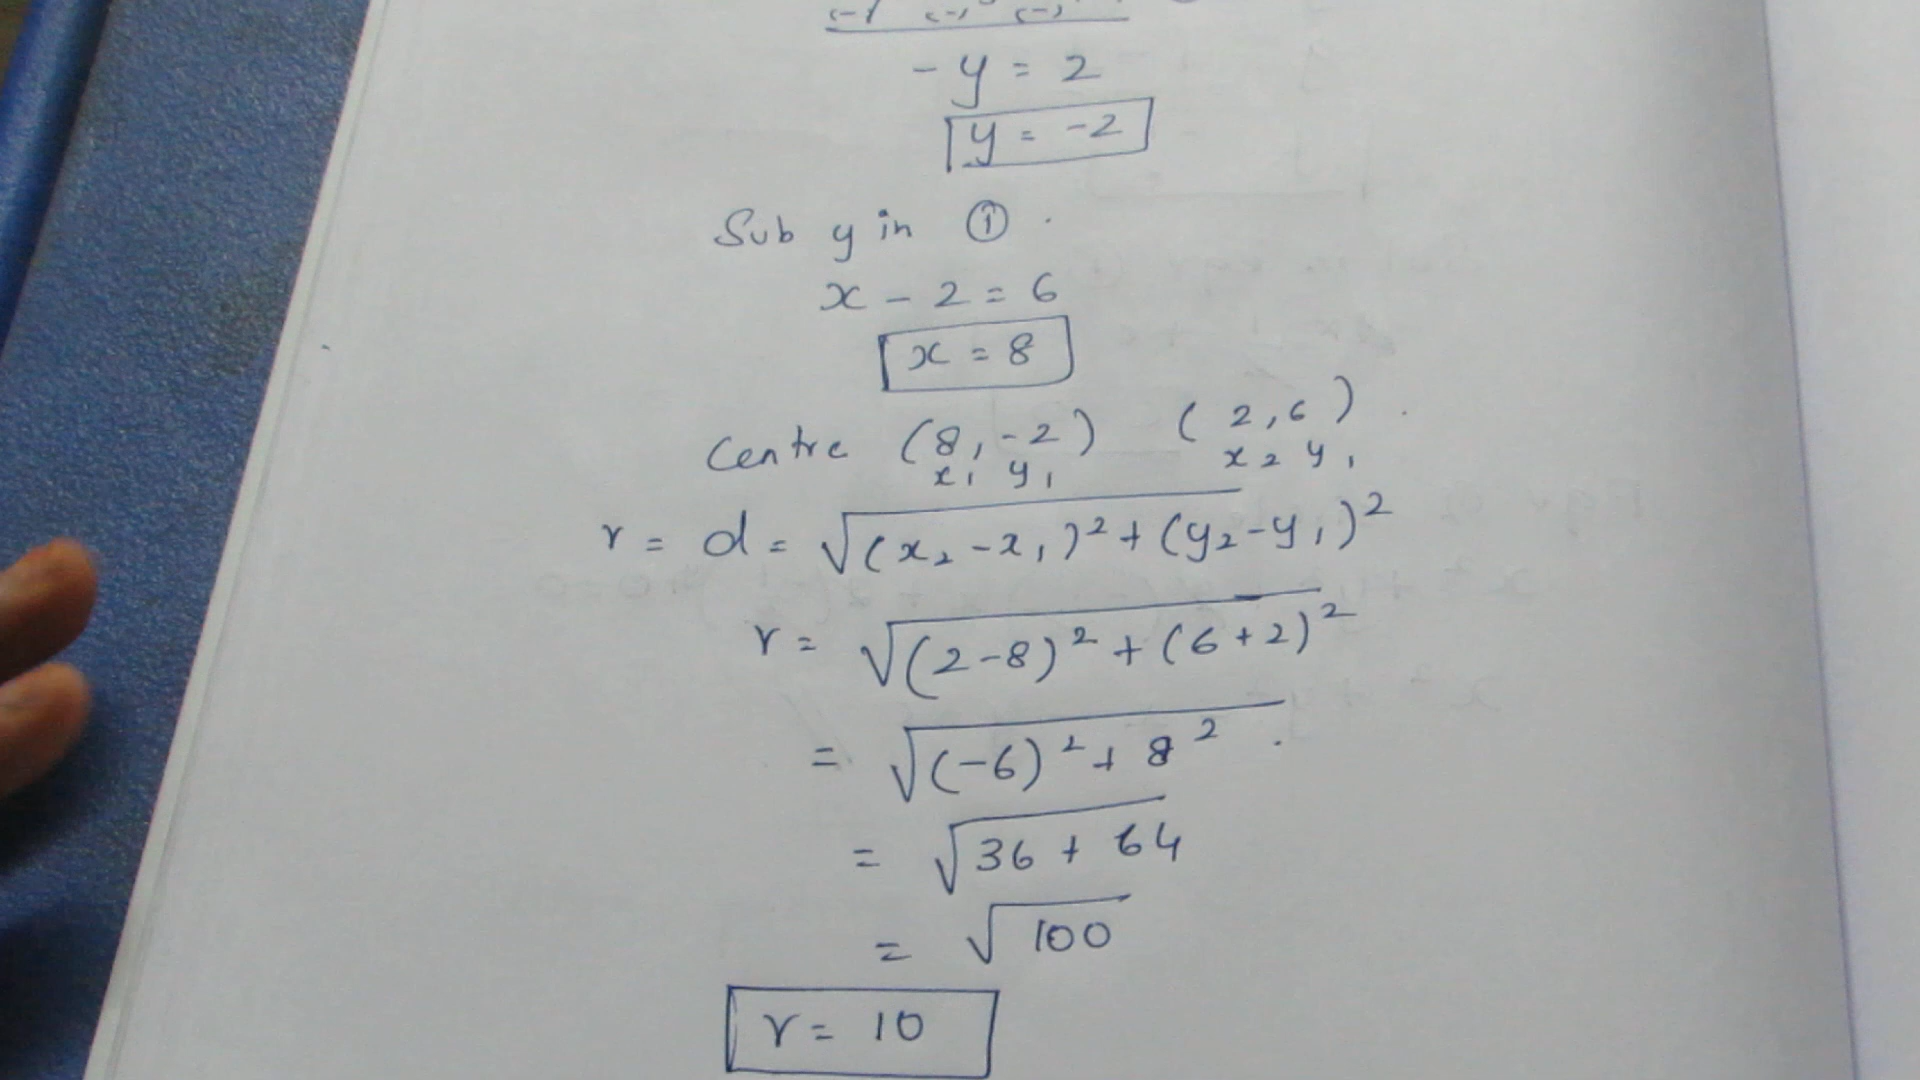 (-) (-) (-)
-y = 2
y = -2
Sub y in ① .
x - 2 = 6
x = 8
Centre (8, -2) (2, 6) .
x₁ y₁ x₂ y₁
r = d = √(x₂ - x₁)² + (y₂ - y₁)²
r = √(2-8)² + (6+2)²
= √(-6)² + 8² .
= √36 + 64
= √100
r = 10